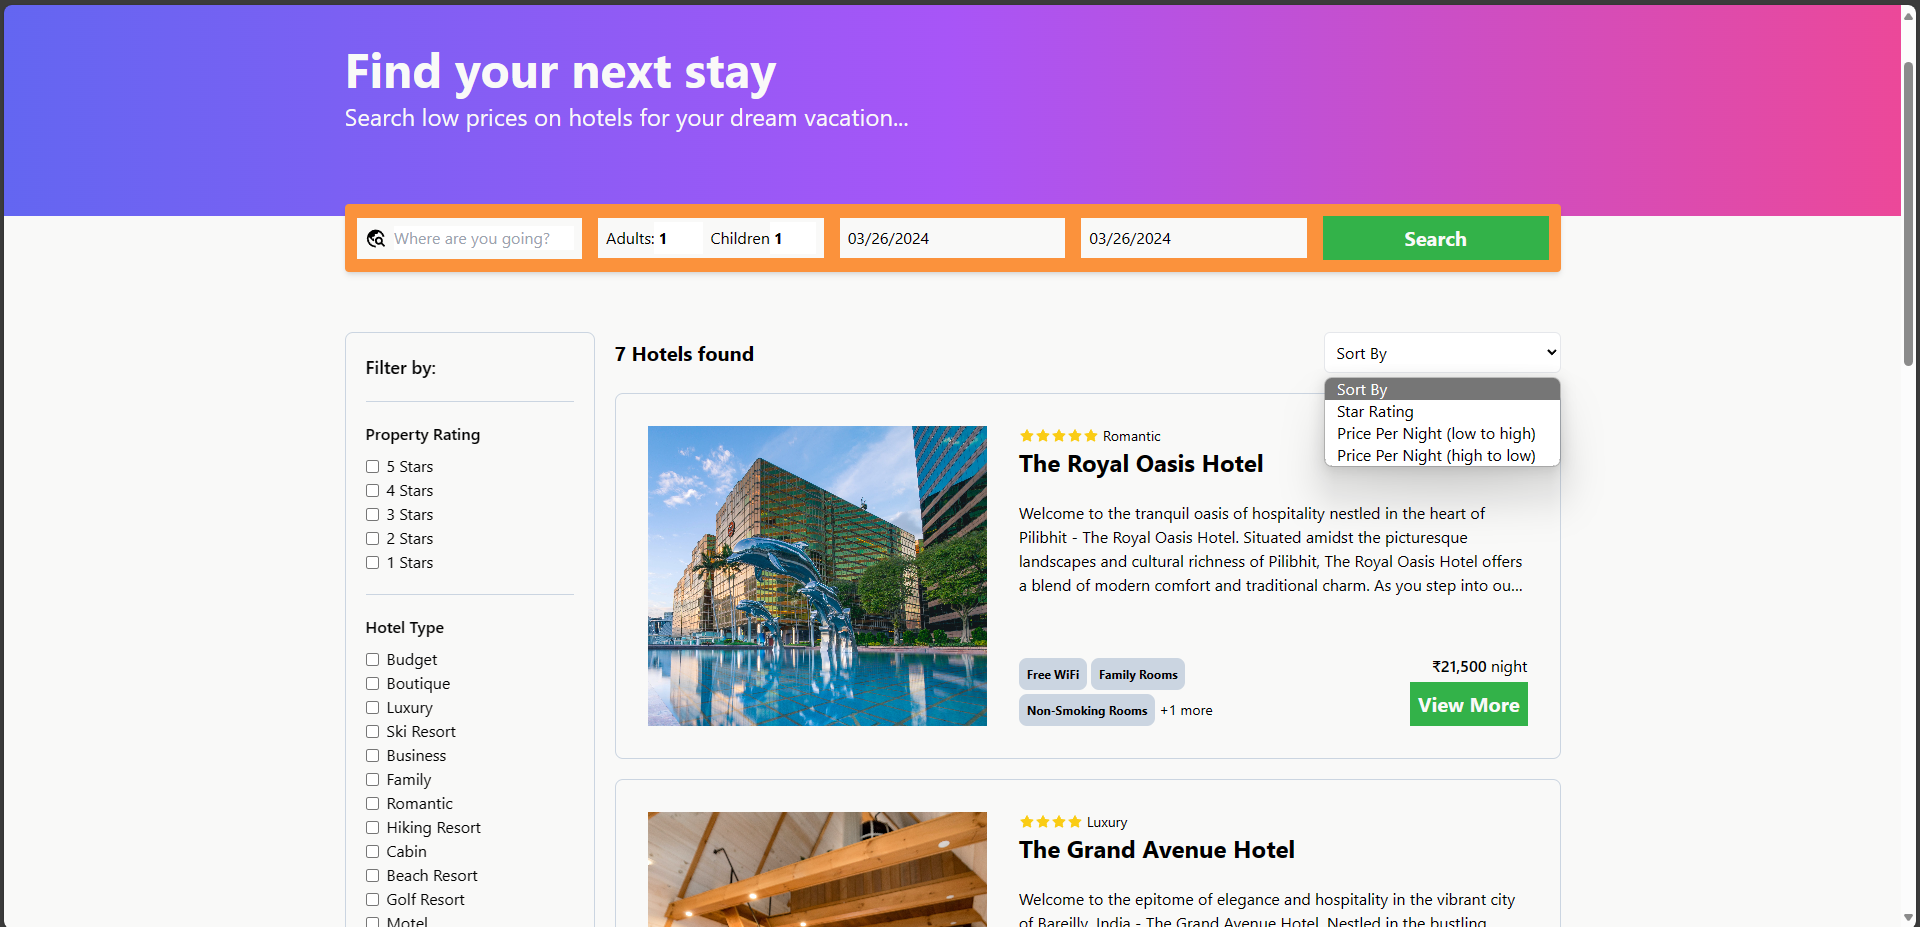 Find your next stay
Search low prices on hotels for your dream vacation...
Where are you going?
Adults: 1 Children 1
03/26/2024
03/26/2024
Search
Filter by:
Property Rating
5 Stars
4 Stars
3 Stars
2 Stars
1 Stars
Hotel Type
Budget
Boutique
Luxury
Ski Resort
Business
Family
Romantic
Hiking Resort
Cabin
Beach Resort
Golf Resort
Motel
7 Hotels found
Sort By
Sort By
Star Rating
Price Per Night (low to high)
Price Per Night (high to low)
Romantic
The Royal Oasis Hotel
Welcome to the tranquil oasis of hospitality nestled in the heart of
Pilibhit - The Royal Oasis Hotel. Situated amidst the picturesque
landscapes and cultural richness of Pilibhit, The Royal Oasis Hotel offers
a blend of modern comfort and traditional charm. As you step into ou...
Free WiFi
Family Rooms
Non-Smoking Rooms
+1 more
₹21,500 night
View More
Luxury
The Grand Avenue Hotel
Welcome to the epitome of elegance and hospitality in the vibrant city
of Bareilly, India - The Grand Avenue Hotel. Nestled in the bustling